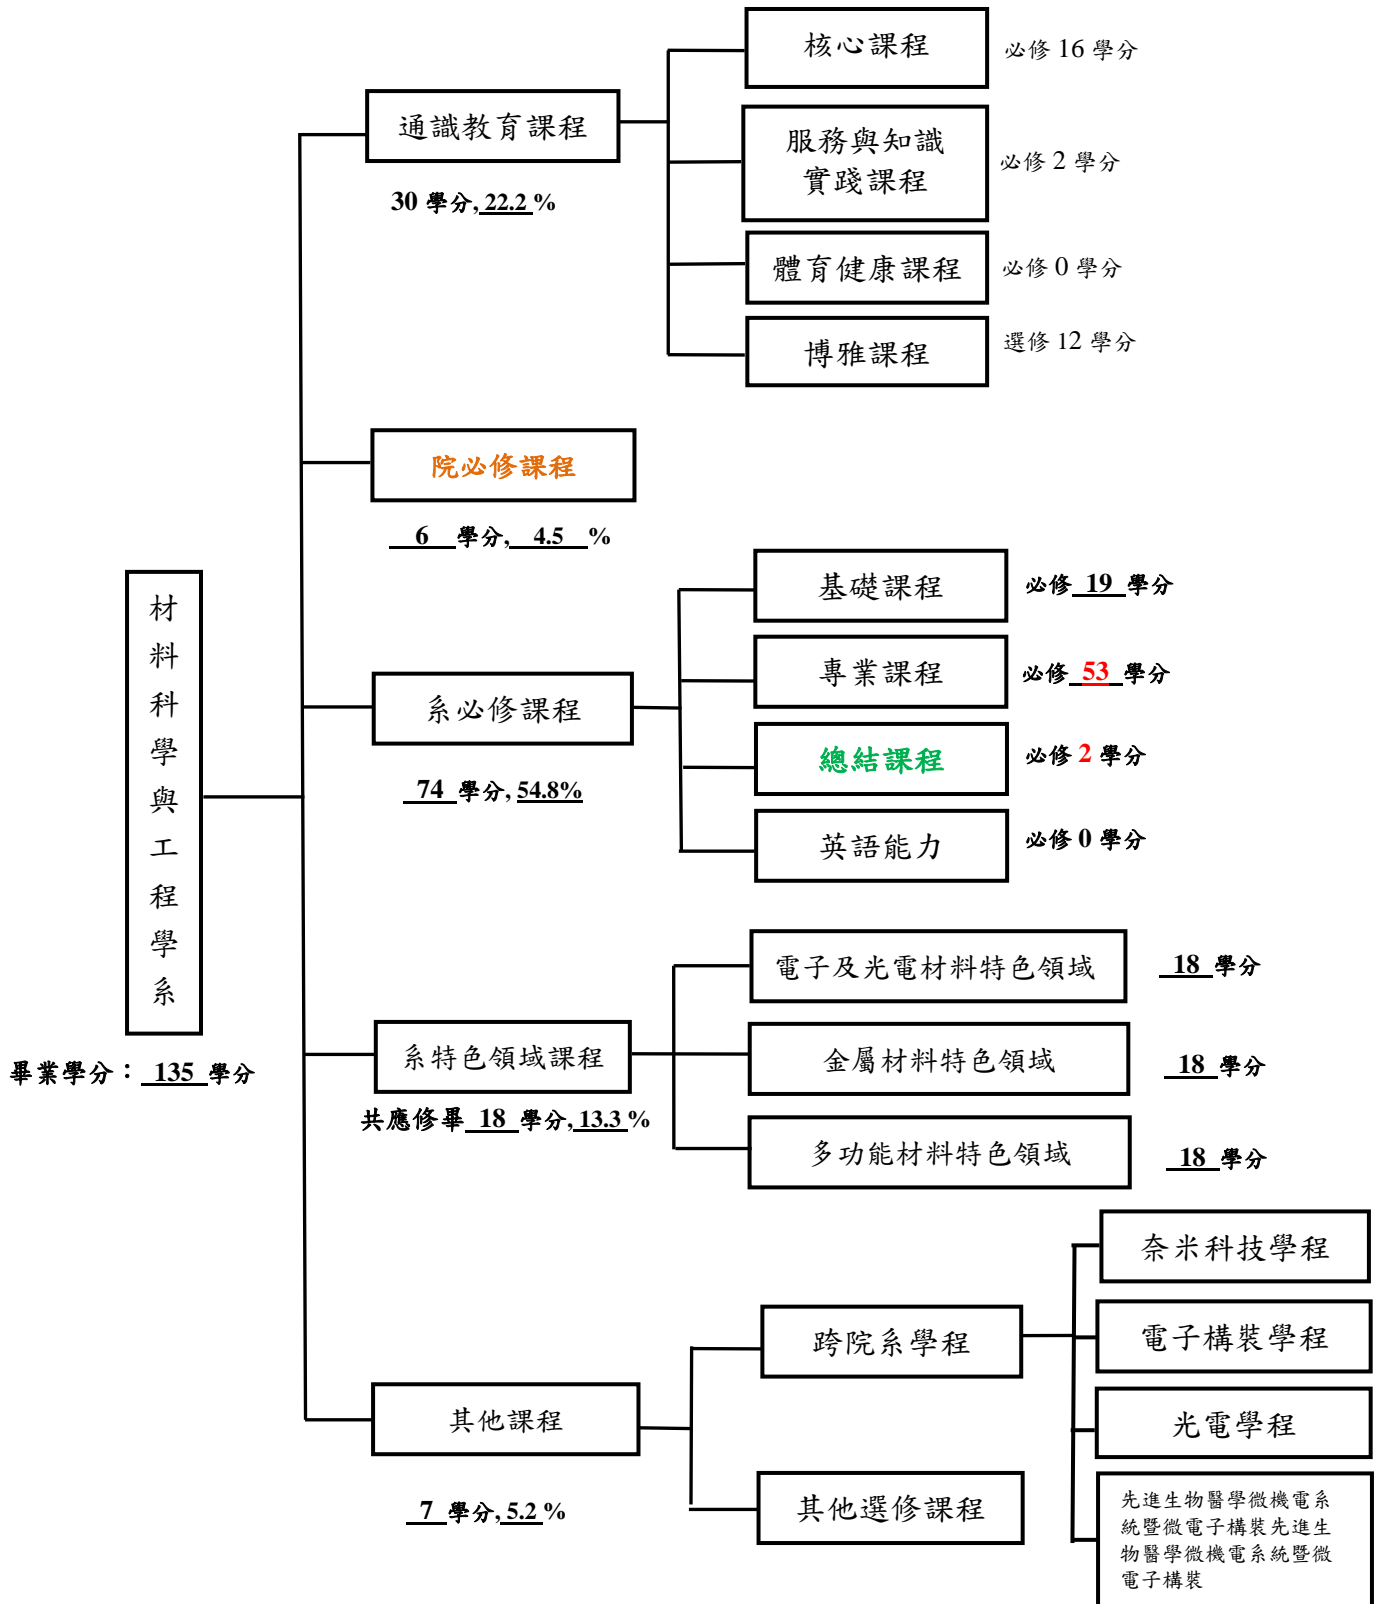 核心課程
必修 16 學分
通識教育課程
30 學分, 22.2 %
服務與知識
實踐課程
必修 2 學分
體育健康課程
必修 0 學分
博雅課程
選修 12 學分
院必修課程
6 學分, 4.5 %
材料科學與工程學系
畢業學分： 135 學分
系必修課程
74 學分, 54.8%
基礎課程
必修 19 學分
專業課程
必修 53 學分
總結課程
必修 2 學分
英語能力
必修 0 學分
系特色領域課程
共應修畢 18 學分, 13.3 %
電子及光電材料特色領域
18 學分
金屬材料特色領域
18 學分
多功能材料特色領域
18 學分
其他課程
7 學分, 5.2 %
跨院系學程
奈米科技學程
電子構裝學程
光電學程
先進生物醫學微機電系
統暨微電子構裝先進生
物醫學微機電系統暨微
電子構裝
其他選修課程